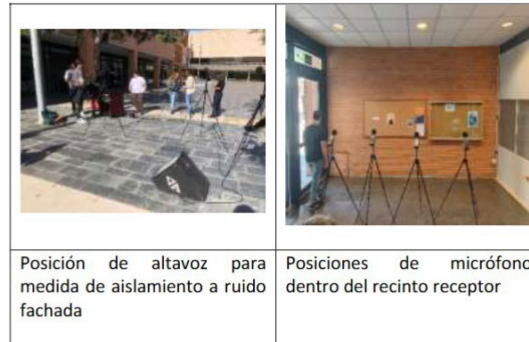 Posición de altavoz para
medida de aislamiento a ruido
fachada
Posiciones de micrófono
dentro del recinto receptor